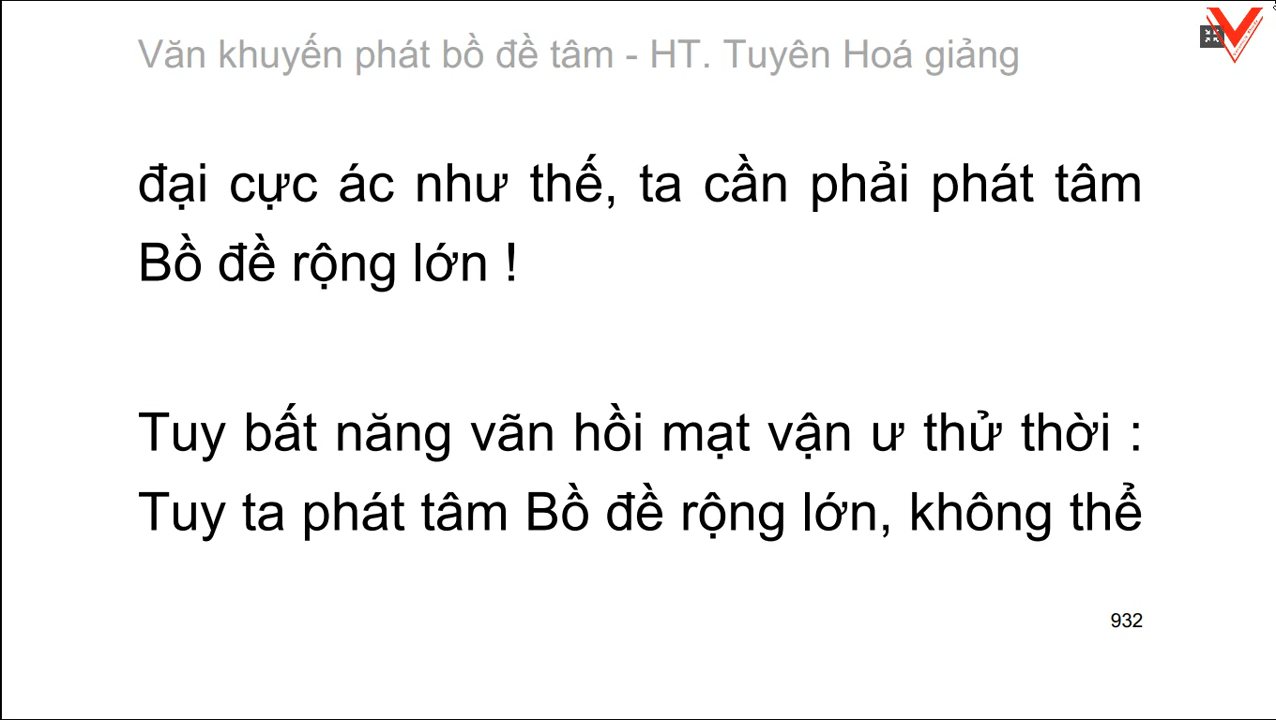 Văn khuyến phát bồ đề tâm - HT. Tuyên Hoá giảng
đại cực ác như thế, ta cần phải phát tâm
Bồ đề rộng lớn !
Tuy bất năng vãn hồi mạt vận ư thử thời :
Tuy ta phát tâm Bồ đề rộng lớn, không thể
932